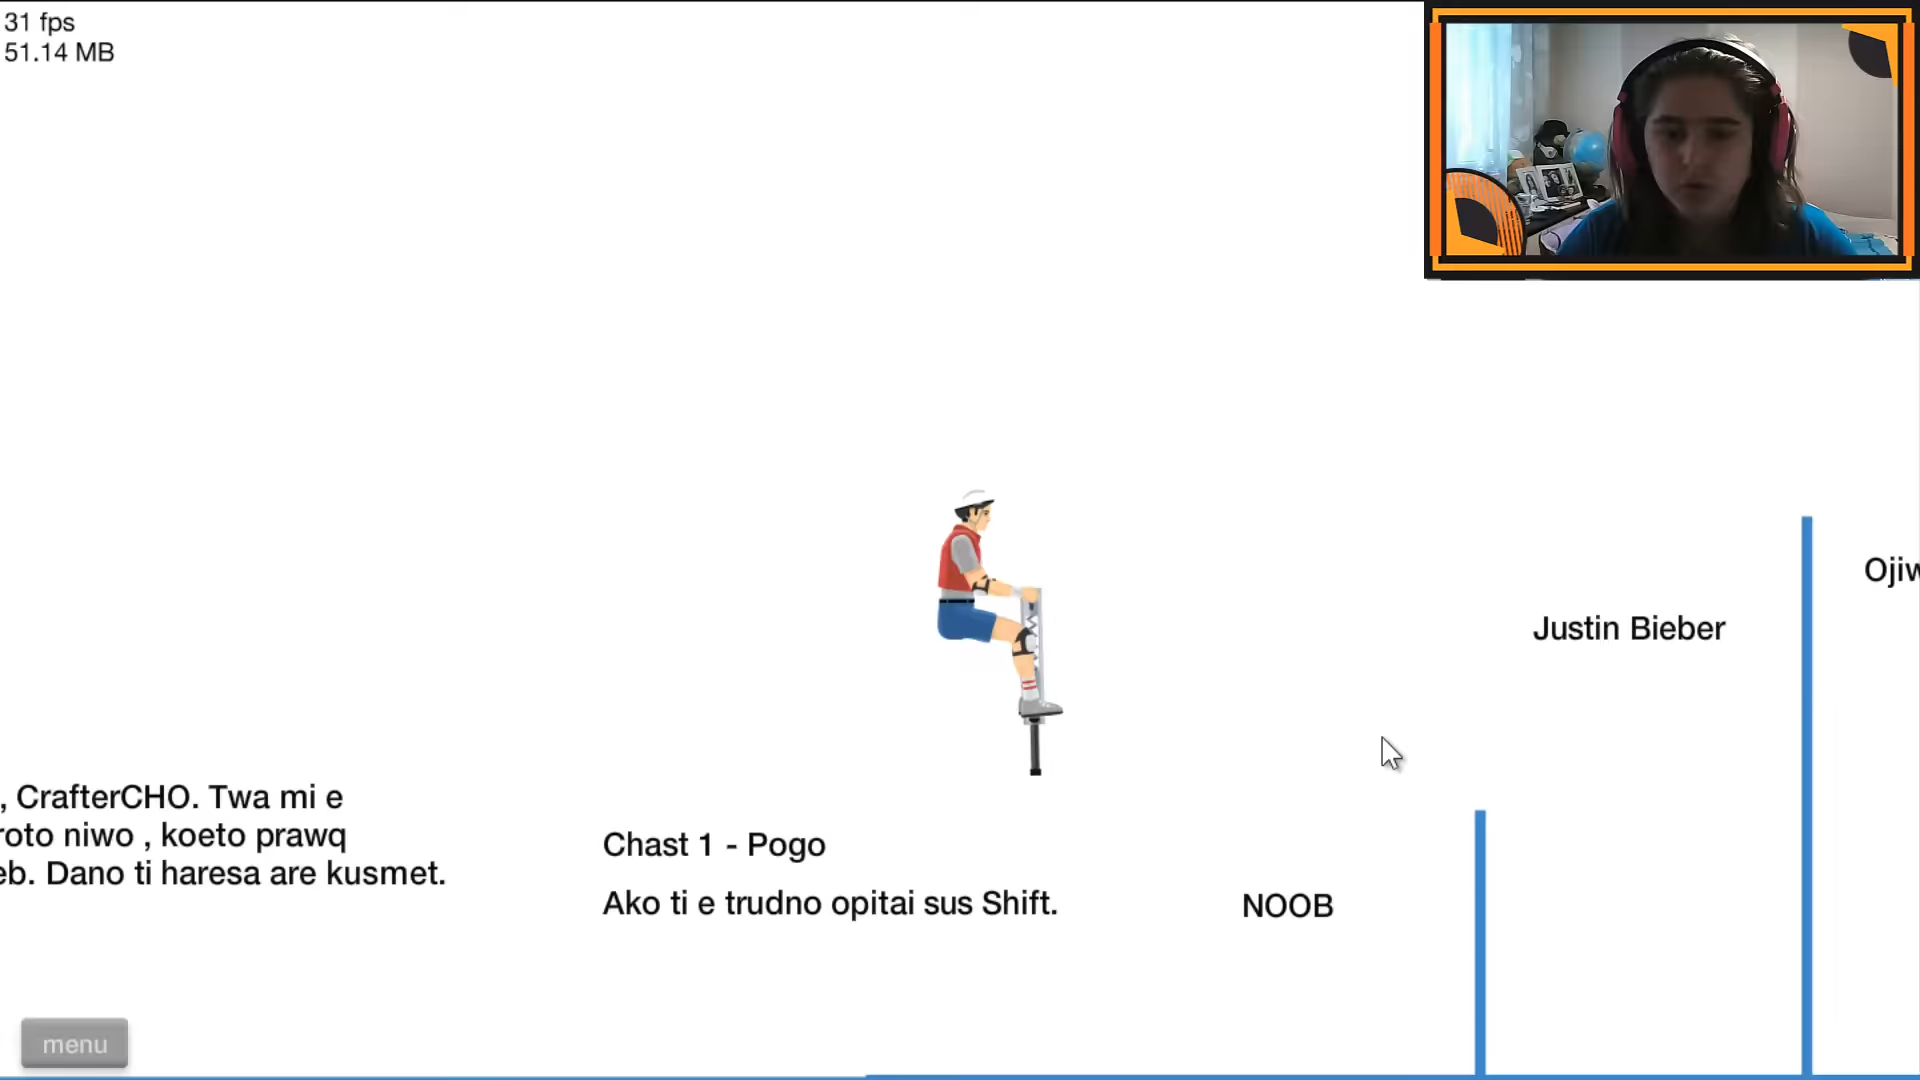 31 fps
51.14 MB
Ojiw
Justin Bieber
, CrafterCHO. Twa mi e
roto niwo , koeto prawq
eb. Dano ti haresa are kusmet.
Chast 1 - Pogo
Ako ti e trudno opitai sus Shift.
NOOB
menu